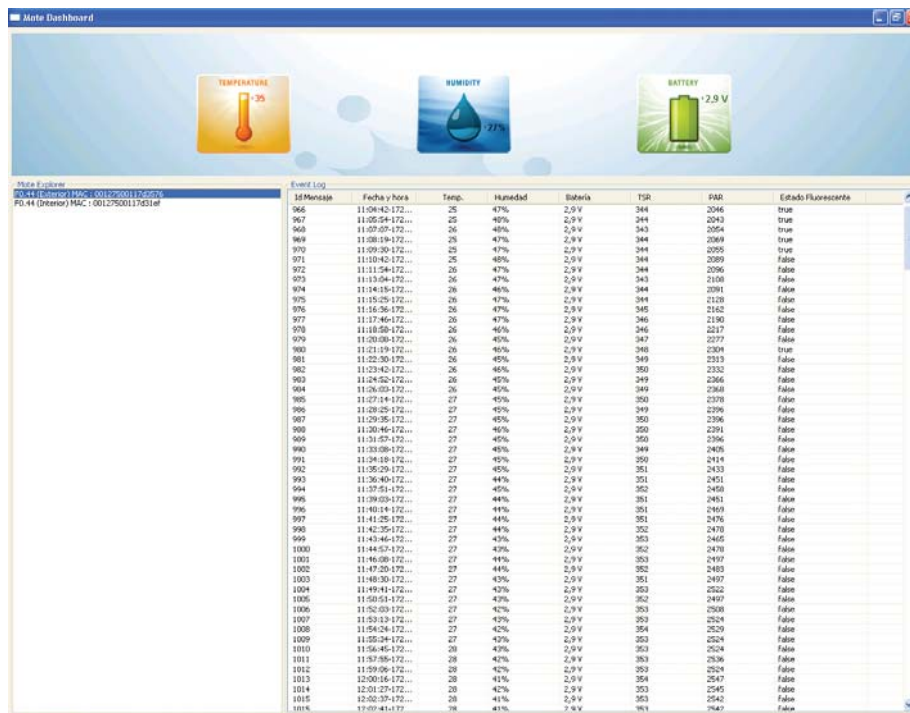 Mote Dashboard
TEMPERATURE
+35
HUMIDITY
+27%
BATTERY
+2,9 V
Mote Explorer
F0.44 (Exterior) MAC : 00127500117d3576
F0.44 (Interior) MAC : 00127500117d31ef
Event Log
Id Mensaje Fecha y hora Temp. Humedad Bateria TSR PAR Estado Fluorescente
966 11:04:42-172... 25 47% 2,9 V 344 2046 true
967 11:05:54-172... 25 48% 2,9 V 344 2043 true
968 11:07:07-172... 26 48% 2,9 V 343 2054 true
969 11:08:19-172... 25 47% 2,9 V 344 2069 true
970 11:09:30-172... 25 47% 2,9 V 344 2055 true
971 11:10:42-172... 25 48% 2,9 V 344 2089 false
972 11:11:54-172... 26 47% 2,9 V 344 2096 false
973 11:13:04-172... 26 47% 2,9 V 343 2108 false
974 11:14:15-172... 26 46% 2,9 V 344 2091 false
975 11:15:25-172... 26 47% 2,9 V 344 2128 false
976 11:16:36-172... 26 47% 2,9 V 345 2162 false
977 11:17:46-172... 26 47% 2,9 V 346 2190 false
978 11:18:58-172... 26 46% 2,9 V 346 2217 false
979 11:20:08-172... 26 45% 2,9 V 347 2277 false
980 11:21:19-172... 26 46% 2,9 V 348 2304 true
981 11:22:30-172... 26 45% 2,9 V 349 2313 false
982 11:23:42-172... 26 46% 2,9 V 350 2332 false
983 11:24:52-172... 26 45% 2,9 V 349 2366 false
984 11:26:03-172... 26 45% 2,9 V 349 2368 false
985 11:27:14-172... 27 45% 2,9 V 350 2378 false
986 11:28:25-172... 27 45% 2,9 V 349 2396 false
987 11:29:35-172... 27 45% 2,9 V 350 2396 false
988 11:30:46-172... 27 46% 2,9 V 350 2391 false
989 11:31:57-172... 27 45% 2,9 V 350 2396 false
990 11:33:08-172... 27 45% 2,9 V 349 2405 false
991 11:34:18-172... 27 45% 2,9 V 350 2414 false
992 11:35:29-172... 27 45% 2,9 V 351 2433 false
993 11:36:40-172... 27 44% 2,9 V 351 2451 false
994 11:37:51-172... 27 45% 2,9 V 352 2458 false
995 11:39:03-172... 27 44% 2,9 V 351 2451 false
996 11:40:14-172... 27 44% 2,9 V 351 2469 false
997 11:41:25-172... 27 44% 2,9 V 351 2476 false
998 11:42:35-172... 27 44% 2,9 V 352 2478 false
999 11:43:46-172... 27 43% 2,9 V 353 2465 false
1000 11:44:57-172... 27 43% 2,9 V 352 2478 false
1001 11:46:08-172... 27 44% 2,9 V 353 2497 false
1002 11:47:20-172... 27 44% 2,9 V 352 2483 false
1003 11:48:30-172... 27 43% 2,9 V 351 2497 false
1004 11:49:41-172... 27 43% 2,9 V 353 2522 false
1005 11:50:51-172... 27 43% 2,9 V 352 2497 false
1006 11:52:03-172... 27 42% 2,9 V 353 2508 false
1007 11:53:13-172... 27 43% 2,9 V 353 2524 false
1008 11:54:24-172... 27 42% 2,9 V 354 2529 false
1009 11:55:34-172... 27 43% 2,9 V 353 2524 false
1010 11:56:45-172... 28 43% 2,9 V 353 2524 false
1011 11:57:55-172... 28 42% 2,9 V 353 2536 false
1012 11:59:06-172... 28 42% 2,9 V 353 2524 false
1013 12:00:16-172... 28 41% 2,9 V 354 2547 false
1014 12:01:27-172... 28 42% 2,9 V 353 2545 false
1015 12:02:37-172... 28 41% 2,9 V 353 2542 false